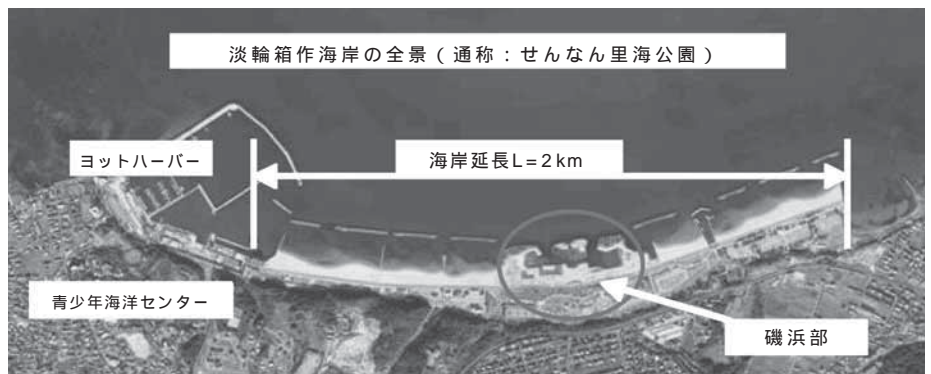 淡輪箱作海岸の全景(通称:せんなん里海公園)
ヨットハーバー
海岸延長L=2km
青少年海洋センター
磯浜部